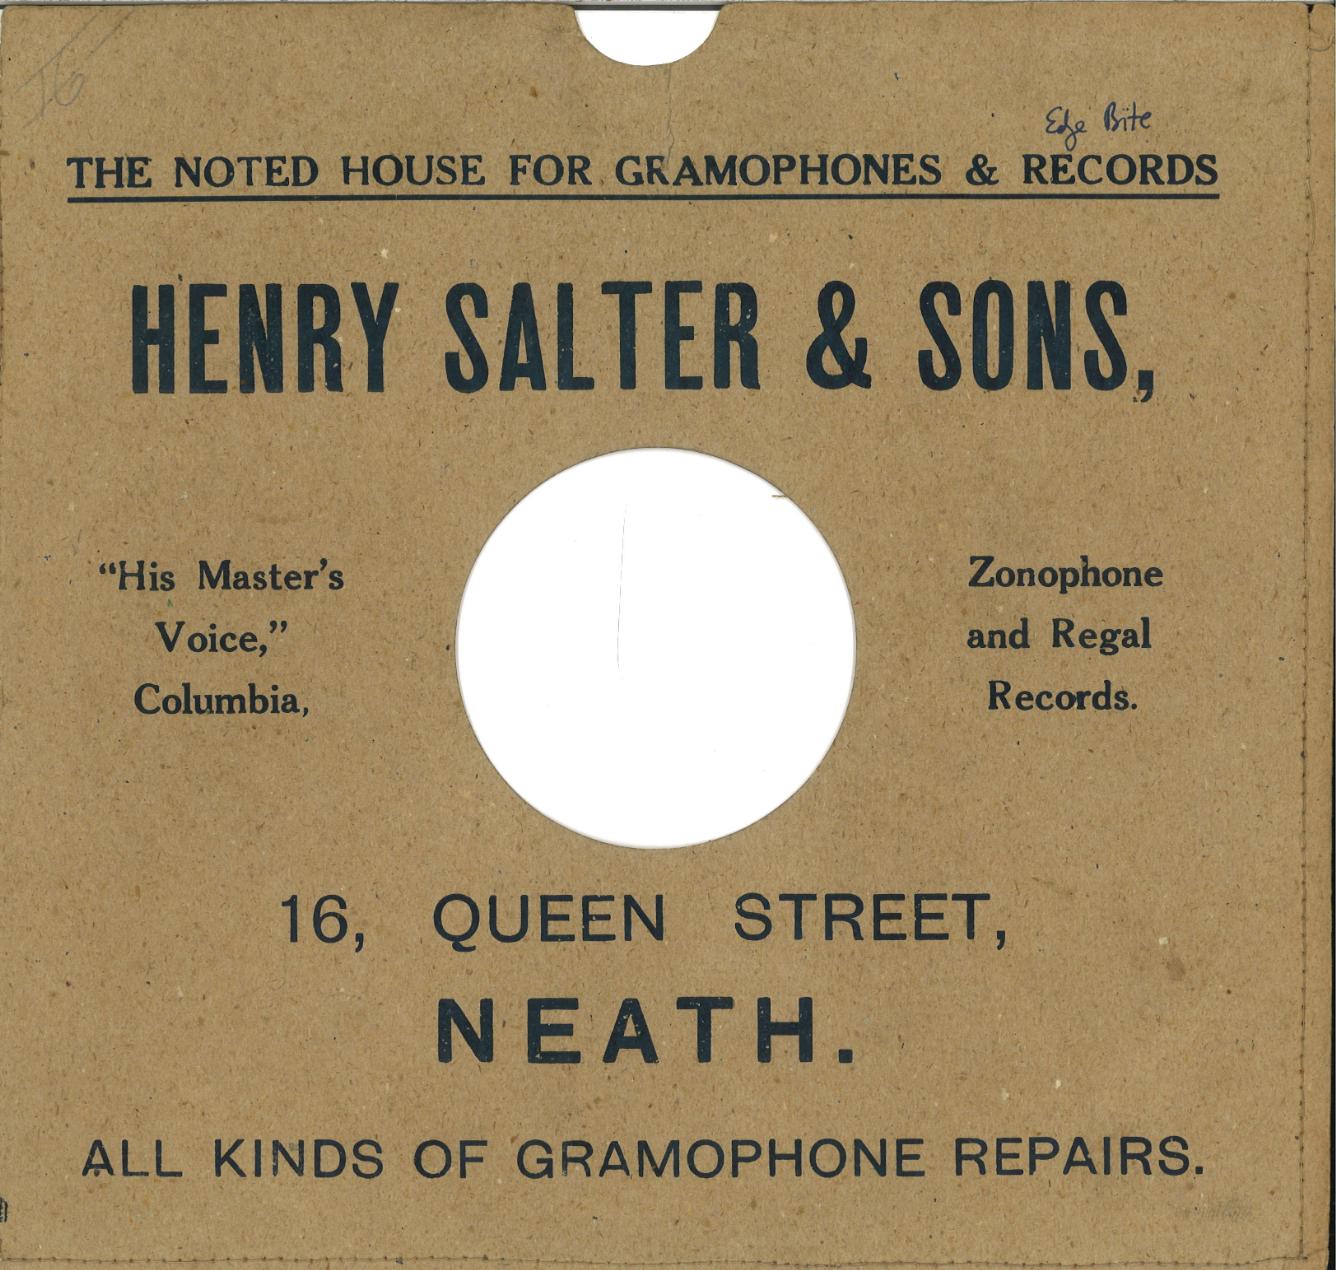 16
Edge Bite
THE NOTED HOUSE FOR GRAMOPHONES & RECORDS
HENRY SALTER & SONS,
“His Master’s
Voice,”
Columbia,
Zonophone
and Regal
Records.
16, QUEEN STREET,
NEATH.
ALL KINDS OF GRAMOPHONE REPAIRS.